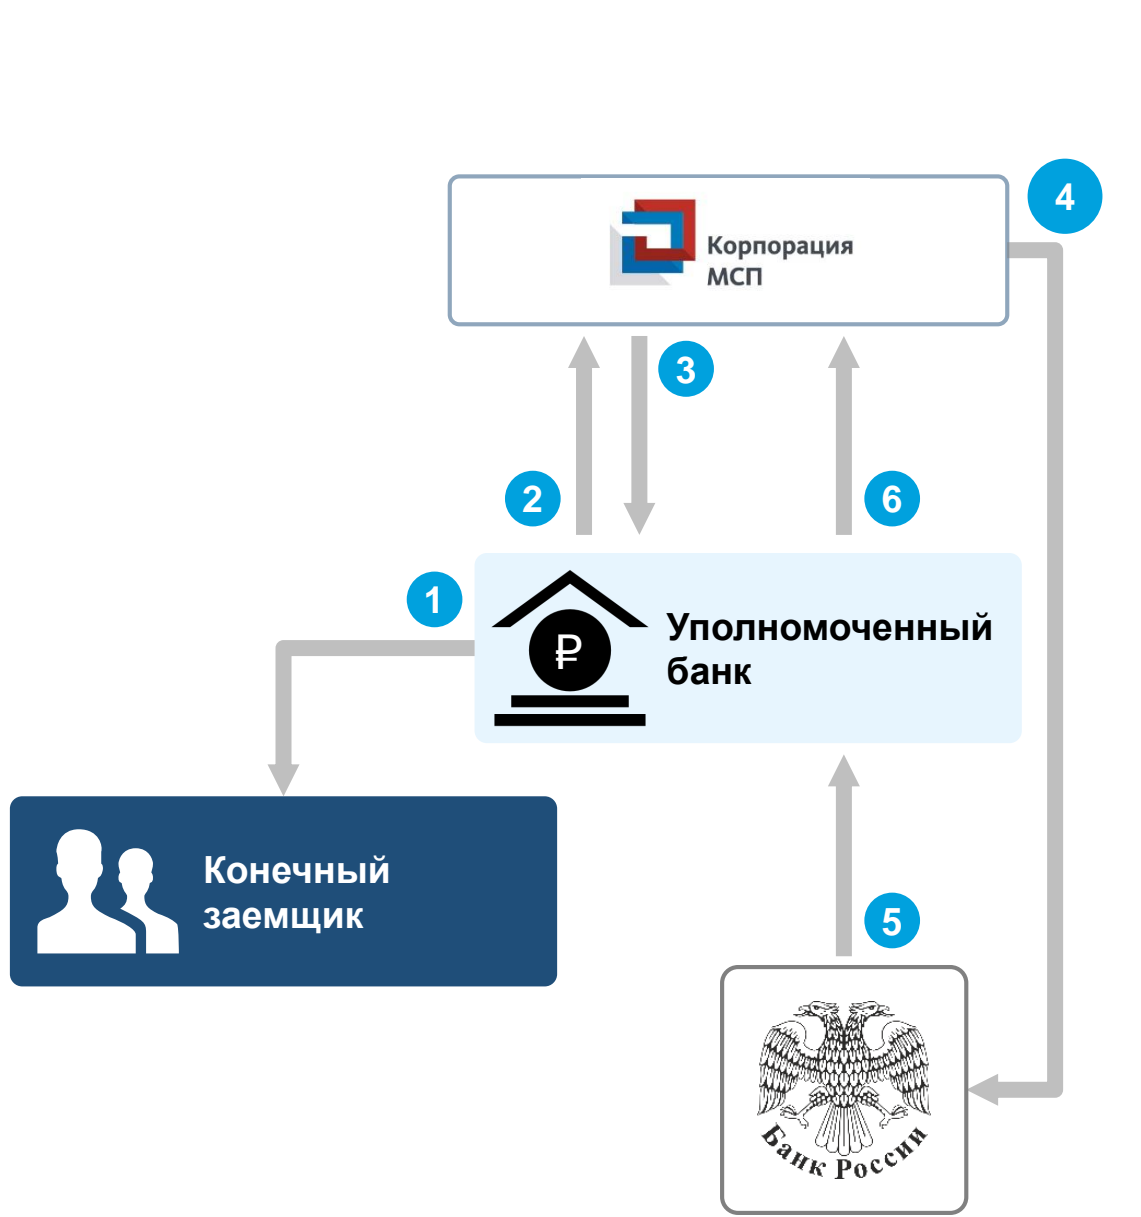 4
Корпорация
МСП
3
2
6
1
₽
Уполномоченный
банк
Конечный
заемщик
5
Банк России